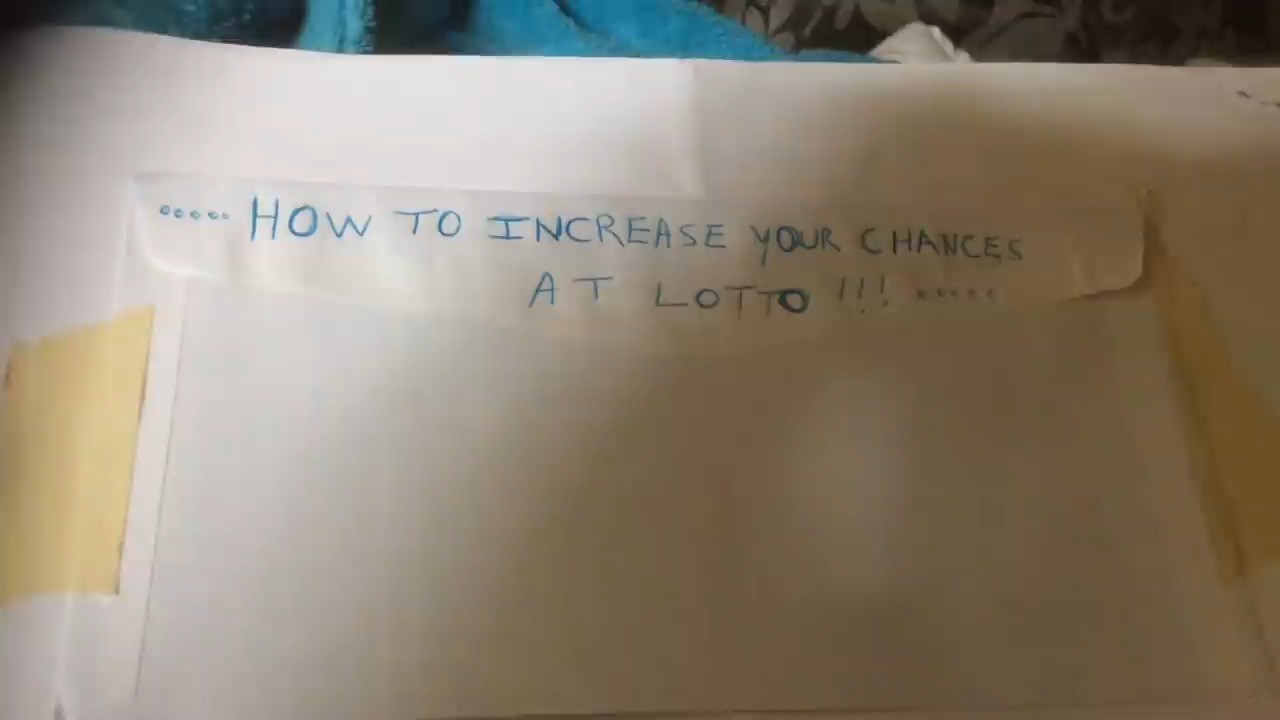 ..... HOW TO INCREASE YOUR CHANCES
AT LOTTO !!! .....